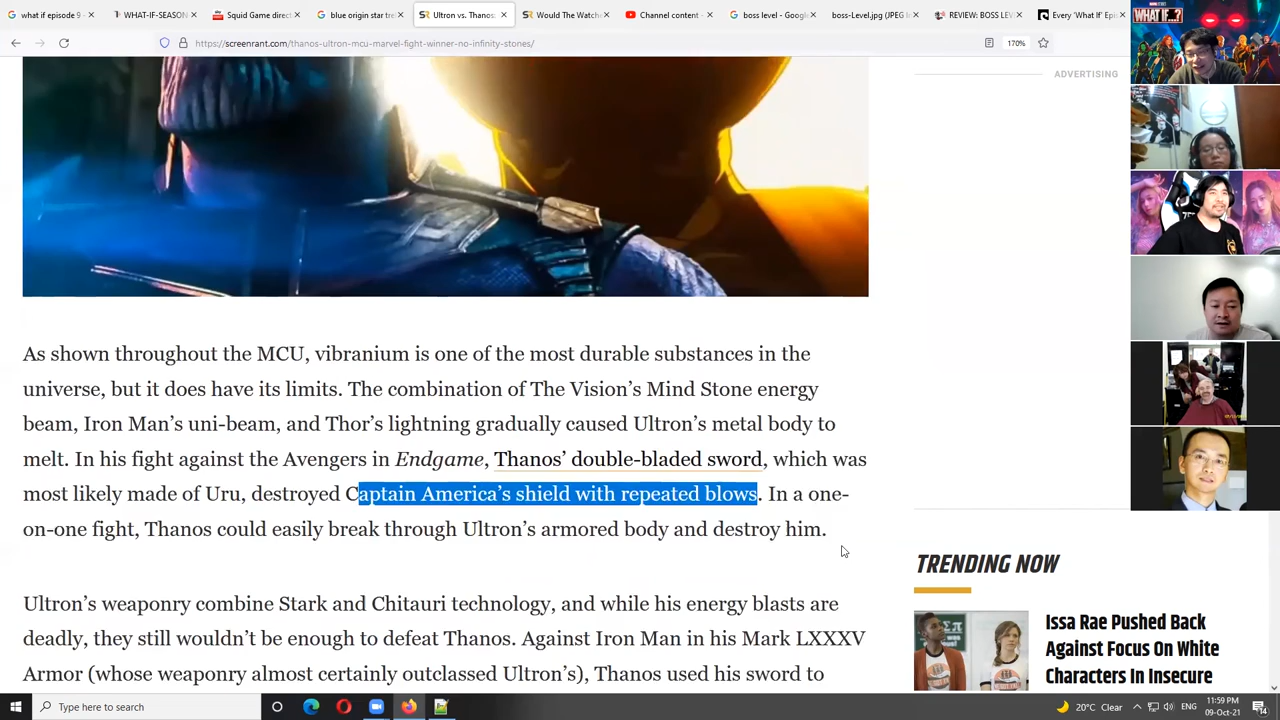 what if episode 9 -
WHAT-IF-SEASON
Squid Game direct
blue origin star tre
Ultron vs. Thanos:
Would The Watche
Channel content -
boss level - Google
boss-Level.jpg (JPE
REVIEW: BOSS LEV
Every 'What If' Epi
https://screenrant.com/thanos-ultron-mcu-marvel-fight-winner-no-infinity-stones/
170%
WHAT IF...?
ADVERTISING
As shown throughout the MCU, vibranium is one of the most durable substances in the
universe, but it does have its limits. The combination of The Vision's Mind Stone energy
beam, Iron Man's uni-beam, and Thor's lightning gradually caused Ultron's metal body to
melt. In his fight against the Avengers in Endgame, Thanos' double-bladed sword, which was
most likely made of Uru, destroyed Captain America's shield with repeated blows. In a one-
on-one fight, Thanos could easily break through Ultron's armored body and destroy him.
Ultron's weaponry combine Stark and Chitauri technology, and while his energy blasts are
deadly, they still wouldn't be enough to defeat Thanos. Against Iron Man in his Mark LXXXV
Armor (whose weaponry almost certainly outclassed Ultron's), Thanos used his sword to
TRENDING NOW
Issa Rae Pushed Back
Against Focus On White
Characters In Insecure
Type here to search
20°C Clear
ENG
11:59 PM
09-Oct-21
14